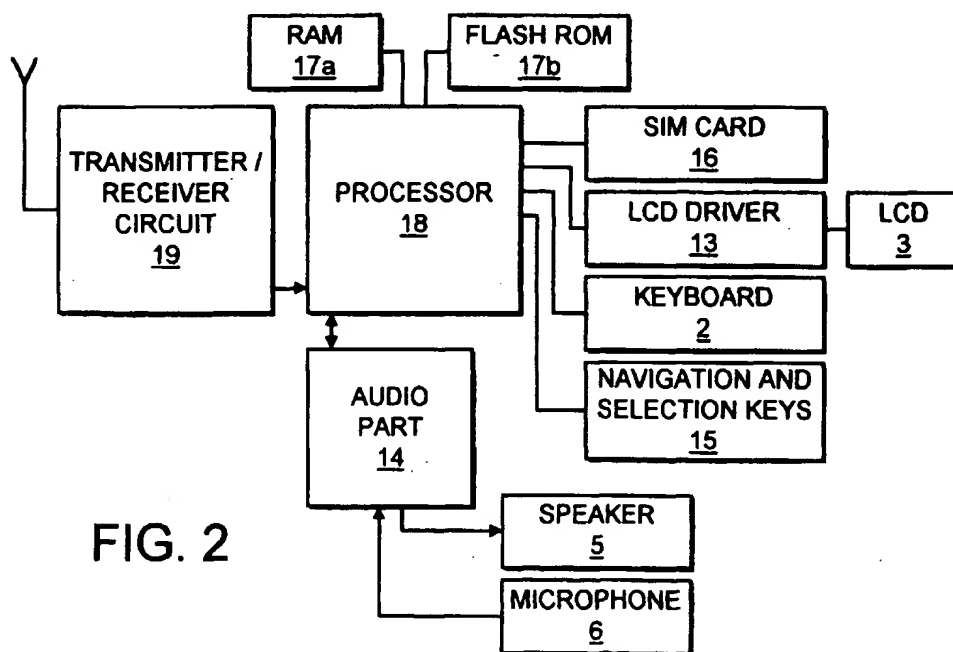 RAM
17a
FLASH ROM
17b
TRANSMITTER /
RECEIVER
CIRCUIT
19
PROCESSOR
18
SIM CARD
16
LCD DRIVER
13
LCD
3
KEYBOARD
2
NAVIGATION AND
SELECTION KEYS
15
AUDIO
PART
14
SPEAKER
5
MICROPHONE
6
FIG. 2